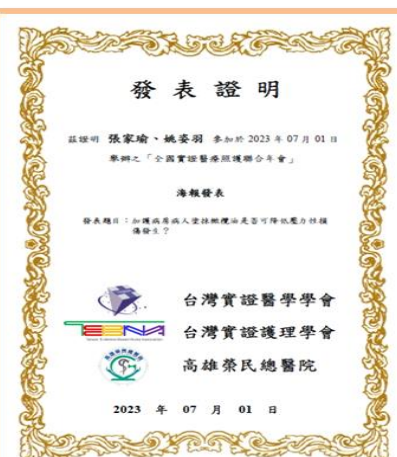 發表證明
茲證明 張家瑜、姚姿羽 參加於 2023 年 07 月 01 日
舉辦之「全國實證醫療照護聯合年會」
海報發表
發表題目：加護病房病人塗抹橄欖油是否可降低壓力性損
傷發生？
台灣實證醫學學會
TEBNA
台灣實證護理學會
高雄榮民總醫院
2023 年 07 月 01 日